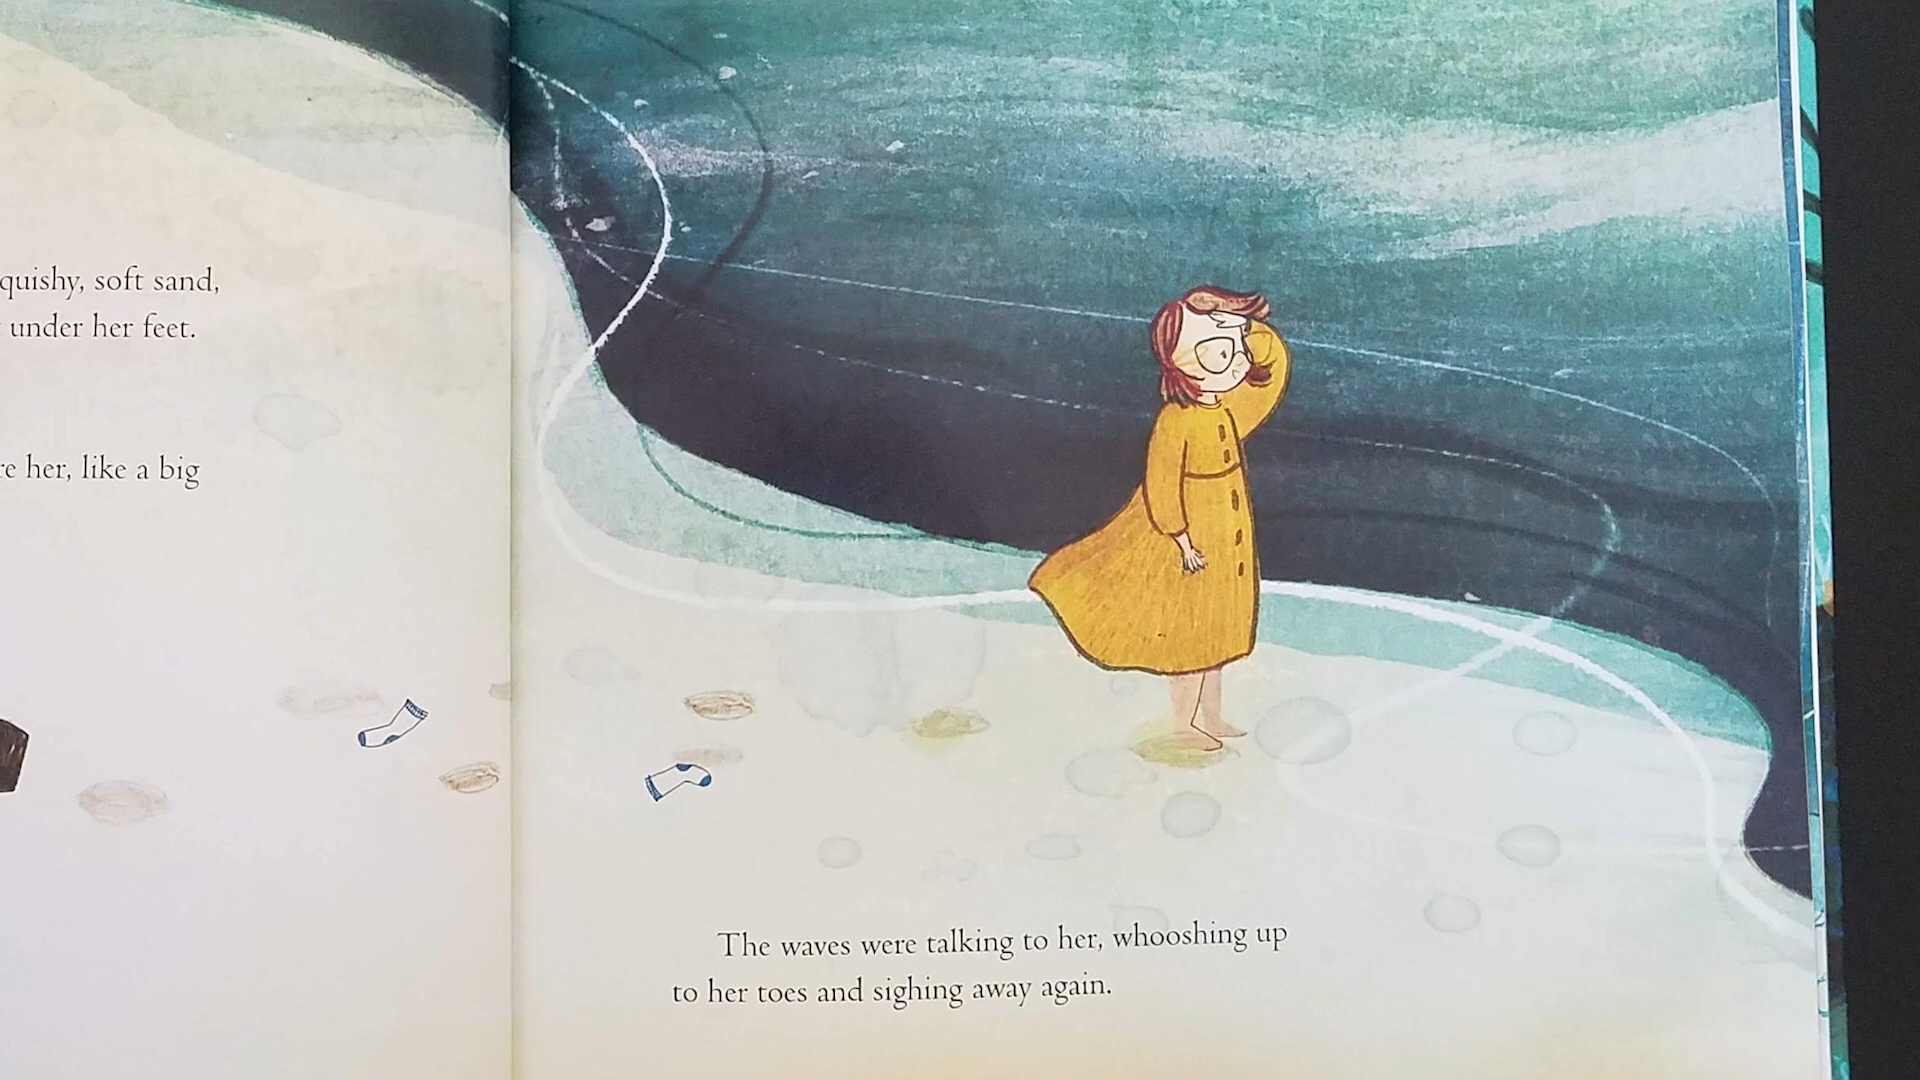 quishy, soft sand,
under her feet.
her, like a big
The waves were talking to her, whooshing up
to her toes and sighing away again.